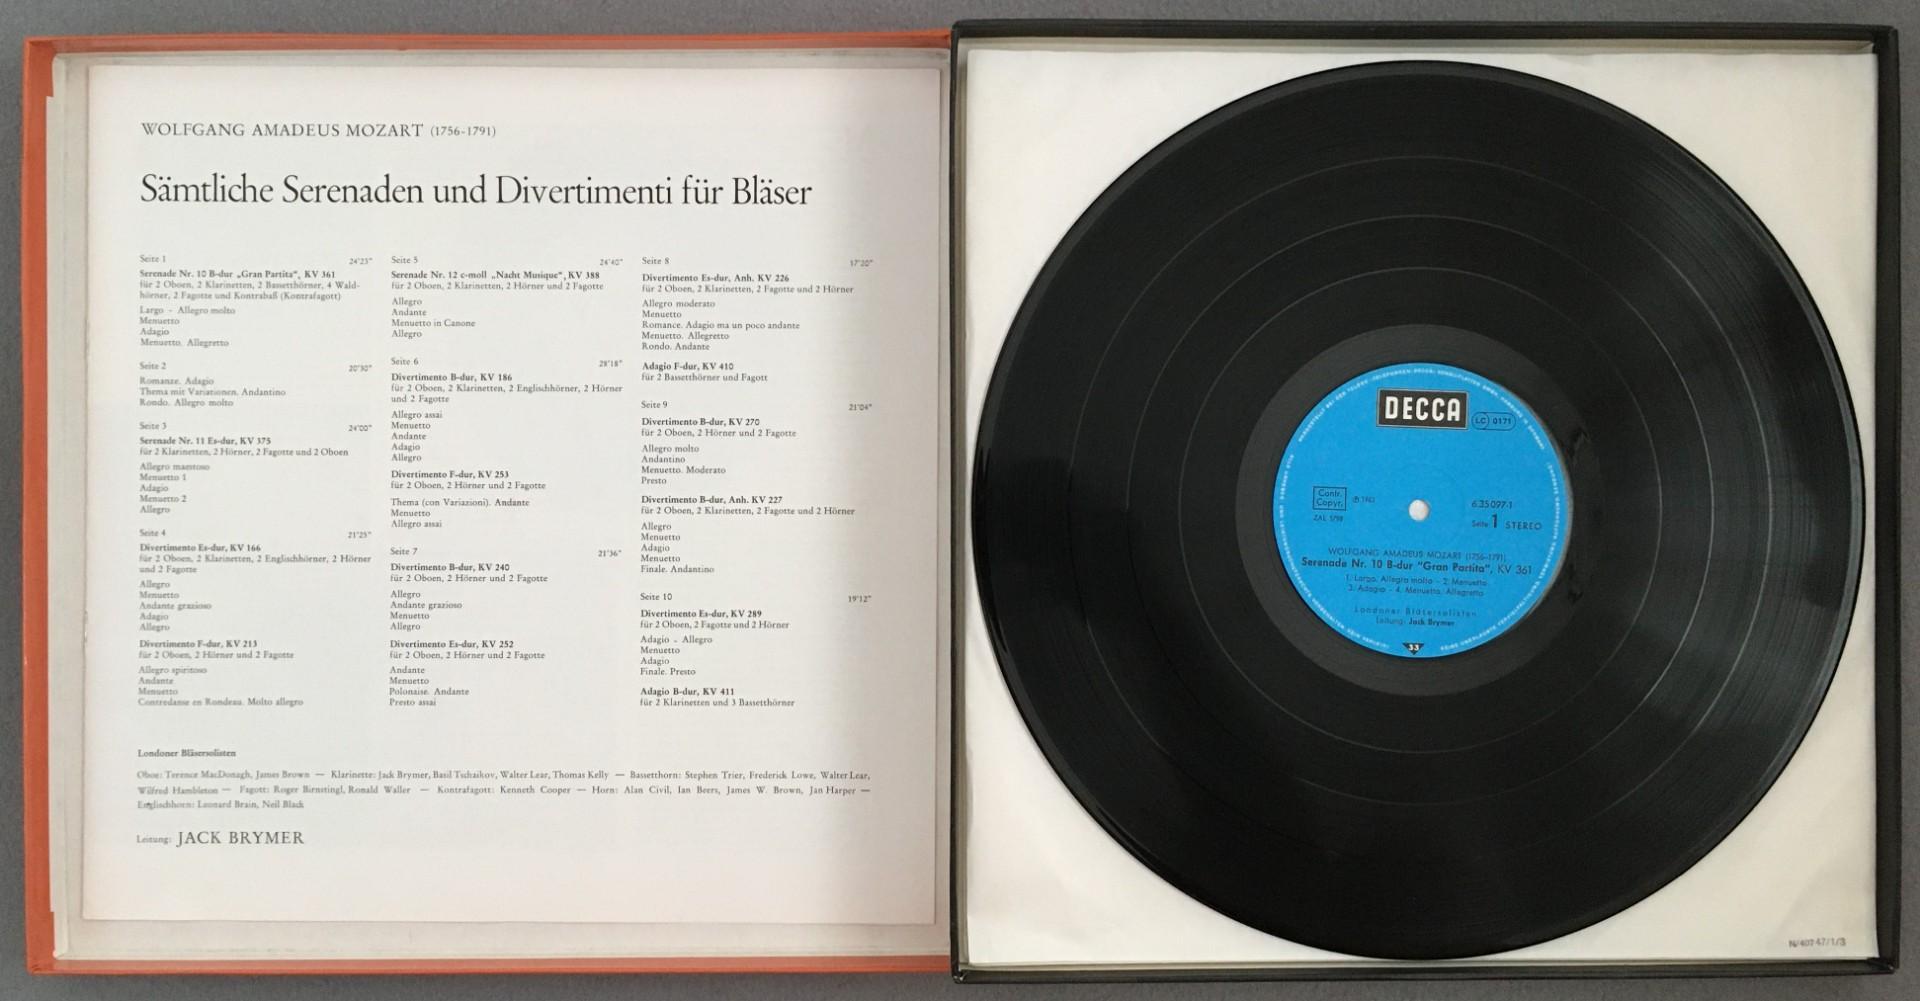 WOLFGANG AMADEUS MOZART (1756-1791)
Sämtliche Serenaden und Divertimenti für Bläser
Seite 1 24'23"
Serenade Nr. 10 B-dur „Gran Partita“, KV 361
für 2 Oboen, 2 Klarinetten, 2 Bassetthörner, 4 Wald-
hörner, 2 Fagotte und Kontrabaß (Kontrafagott)
Largo - Allegro molto
Menuetto
Adagio
Menuetto. Allegretto
Seite 2 20'30"
Romanze. Adagio
Thema mit Variationen. Andantino
Rondo. Allegro molto
Seite 3 24'00"
Serenade Nr. 11 Es-dur, KV 375
für 2 Klarinetten, 2 Hörner, 2 Fagotte und 2 Oboen
Allegro maestoso
Menuetto 1
Adagio
Menuetto 2
Allegro
Seite 4 21'25"
Divertimento Es-dur, KV 166
für 2 Oboen, 2 Klarinetten, 2 Englischhörner, 2 Hörner
und 2 Fagotte
Allegro
Menuetto
Andante grazioso
Adagio
Allegro
Divertimento F-dur, KV 213
für 2 Oboen, 2 Hörner und 2 Fagotte
Allegro spiritoso
Andante
Menuetto
Contredanse en Rondeau. Molto allegro
Seite 5 24'40"
Serenade Nr. 12 c-moll „Nacht Musique“, KV 388
für 2 Oboen, 2 Klarinetten, 2 Hörner und 2 Fagotte
Allegro
Andante
Menuetto in Canone
Allegro
Seite 6 28'18"
Divertimento B-dur, KV 186
für 2 Oboen, 2 Klarinetten, 2 Englischhörner, 2 Hörner
und 2 Fagotte
Allegro assai
Menuetto
Andante
Adagio
Allegro
Divertimento F-dur, KV 253
für 2 Oboen, 2 Hörner und 2 Fagotte
Thema (con Variazioni). Andante
Menuetto
Allegro assai
Seite 7 21'36"
Divertimento B-dur, KV 240
für 2 Oboen, 2 Hörner und 2 Fagotte
Allegro
Andante grazioso
Menuetto
Allegro
Divertimento Es-dur, KV 252
für 2 Oboen, 2 Hörner und 2 Fagotte
Andante
Menuetto
Polonaise. Andante
Presto assai
Seite 8 17'20"
Divertimento Es-dur, Anh. KV 226
für 2 Oboen, 2 Klarinetten, 2 Fagotte und 2 Hörner
Allegro moderato
Menuetto
Romance. Adagio ma un poco andante
Menuetto. Allegretto
Rondo. Andante
Adagio F-dur, KV 410
für 2 Bassetthörner und Fagott
Seite 9 21'04"
Divertimento B-dur, KV 270
für 2 Oboen, 2 Hörner und 2 Fagotte
Allegro molto
Andantino
Menuetto. Moderato
Presto
Divertimento B-dur, Anh. KV 227
für 2 Oboen, 2 Klarinetten, 2 Fagotte und 2 Hörner
Allegro
Menuetto
Adagio
Menuetto
Finale. Andantino
Seite 10 19'12"
Divertimento Es-dur, KV 289
für 2 Oboen, 2 Fagotte und 2 Hörner
Adagio - Allegro
Menuetto
Adagio
Finale. Presto
Adagio B-dur, KV 411
für 2 Klarinetten und 3 Bassetthörner
Londoner Bläsersolisten
Oboe: Terence MacDonagh, James Brown — Klarinette: Jack Brymer, Basil Tschaikov, Walter Lear, Thomas Kelly — Bassetthorn: Stephen Trier, Frederick Lowe, Walter Lear,
Wilfred Hambleton — Fagott: Roger Birnstingl, Ronald Waller — Kontrafagott: Kenneth Cooper — Horn: Alan Civil, Ian Beers, James W. Brown, Jan Harper —
Englischhorn: Leonard Brain, Neil Black
Leitung: JACK BRYMER
DECCA
LC 0171
Contr.
Copyr.
℗ 1963
6.35097-1
Seite 1 STEREO
WOLFGANG AMADEUS MOZART (1756-1791)
Serenade Nr. 10 B-dur "Gran Partita", KV 361
1. Largo. Allegro molto - 2. Menuetto
3. Adagio - 4. Menuetto. Allegretto
Londoner Bläsersolisten
Leitung: Jack Brymer
33